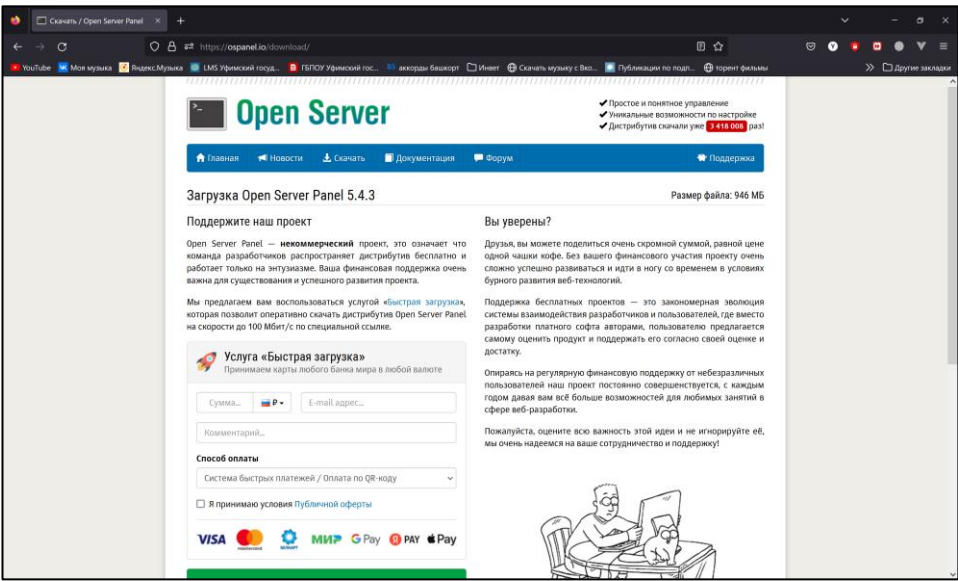 Скачать / Open Server Panel
https://ospanel.io/download/
YouTube Моя музыка Яндекс.Музыка LMS Уфимский госуд... ГБПОУ Уфимский гос... аккорды башкорт Инвет Скачать музыку с Вко... Публикации по подп... торент фильмы Другие закладки
Open Server
Простое и понятное управление
Уникальные возможности по настройке
Дистрибутив скачали уже 3 418 008 раз!
Главная Новости Скачать Документация Форум Поддержка
Загрузка Open Server Panel 5.4.3
Размер файла: 946 МБ
Поддержите наш проект
Open Server Panel — некоммерческий проект, это означает что
команда разработчиков распространяет дистрибутив бесплатно и
работает только на энтузиазме. Ваша финансовая поддержка очень
важна для существования и успешного развития проекта.
Мы предлагаем вам воспользоваться услугой «Быстрая загрузка»,
которая позволит оперативно скачать дистрибутив Open Server Panel
на скорости до 100 Мбит/с по специальной ссылке.
Услуга «Быстрая загрузка»
Принимаем карты любого банка мира в любой валюте
Сумма... ₽ E-mail адрес...
Комментарий...
Способ оплаты
Система быстрых платежей / Оплата по QR-коду
Я принимаю условия Публичной оферты
VISA mastercard БЕЛКАРТ МИР G Pay Я PAY Pay
Вы уверены?
Друзья, вы можете поделиться очень скромной суммой, равной цене
одной чашки кофе. Без вашего финансового участия проекту очень
сложно успешно развиваться и идти в ногу со временем в условиях
бурного развития веб-технологий.
Поддержка бесплатных проектов — это закономерная эволюция
системы взаимодействия разработчиков и пользователей, где вместо
разработки платного софта авторами, пользователю предлагается
самому оценить продукт и поддержать его согласно своей оценке и
достатку.
Опираясь на регулярную финансовую поддержку от небезразличных
пользователей наш проект постоянно совершенствуется, с каждым
годом давая вам всё больше возможностей для любимых занятий в
сфере веб-разработки.
Пожалуйста, оцените всю важность этой идеи и не игнорируйте её,
мы очень надеемся на ваше сотрудничество и поддержку!